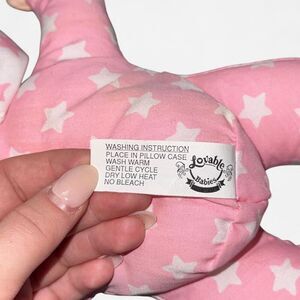 WASHING INSTRUCTION
PLACE IN PILLOW CASE
WASH WARM
GENTLE CYCLE
DRY LOW HEAT
NO BLEACH
Lovable
Babies